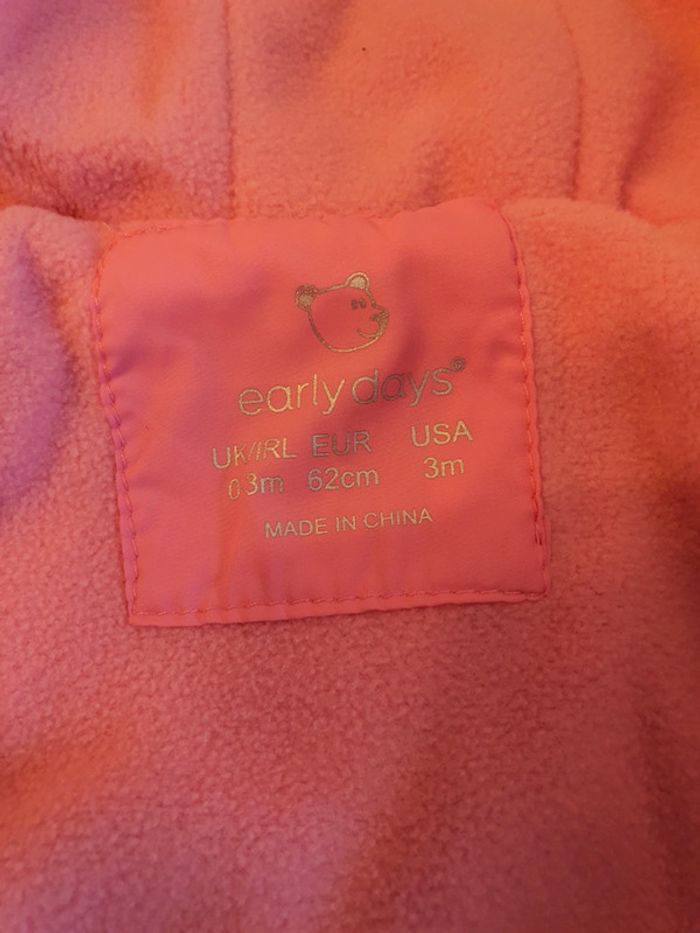 early days®
UK/IRL EUR USA
0-3m 62cm 3m
MADE IN CHINA